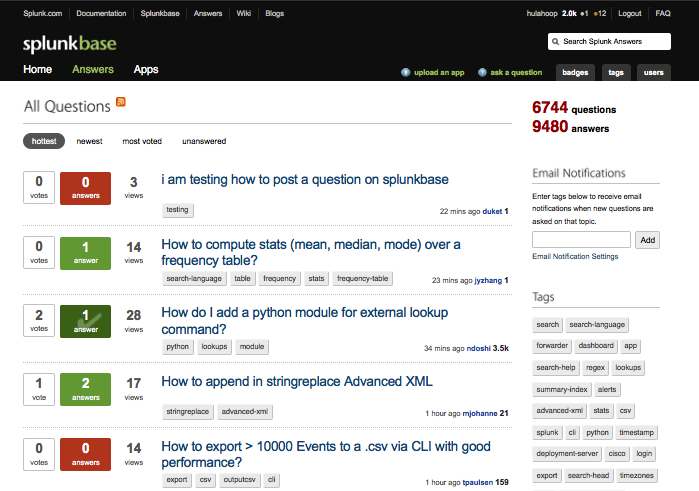 Splunk.com Documentation Splunkbase Answers Wiki Blogs
hulahoop 2.0k ●1 ●12 Logout FAQ
splunkbase
Search Splunk Answers
Home Answers Apps
upload an app ask a question badges tags users
All Questions
hottest newest most voted unanswered
0 votes
0 answers
3 views
i am testing how to post a question on splunkbase
testing
22 mins ago duket 1
0 votes
1 answer
14 views
How to compute stats (mean, median, mode) over a
frequency table?
search-language table frequency stats frequency-table
23 mins ago jyzhang 1
2 votes
1 answer
28 views
How do I add a python module for external lookup
command?
python lookups module
34 mins ago ndoshi 3.5k
1 vote
2 answers
17 views
How to append in stringreplace Advanced XML
stringreplace advanced-xml
1 hour ago mjohanne 21
0 votes
0 answers
14 views
How to export > 10000 Events to a .csv via CLI with good
performance?
export csv outputcsv cli
1 hour ago tpaulsen 159
6744 questions
9480 answers
Email Notifications
Enter tags below to receive email
notifications when new questions are
asked on that topic.
Add
Email Notification Settings
Tags
search search-language
forwarder dashboard app
search-help regex lookups
summary-index alerts
advanced-xml stats csv
splunk cli python timestamp
deployment-server cisco login
export search-head timezones